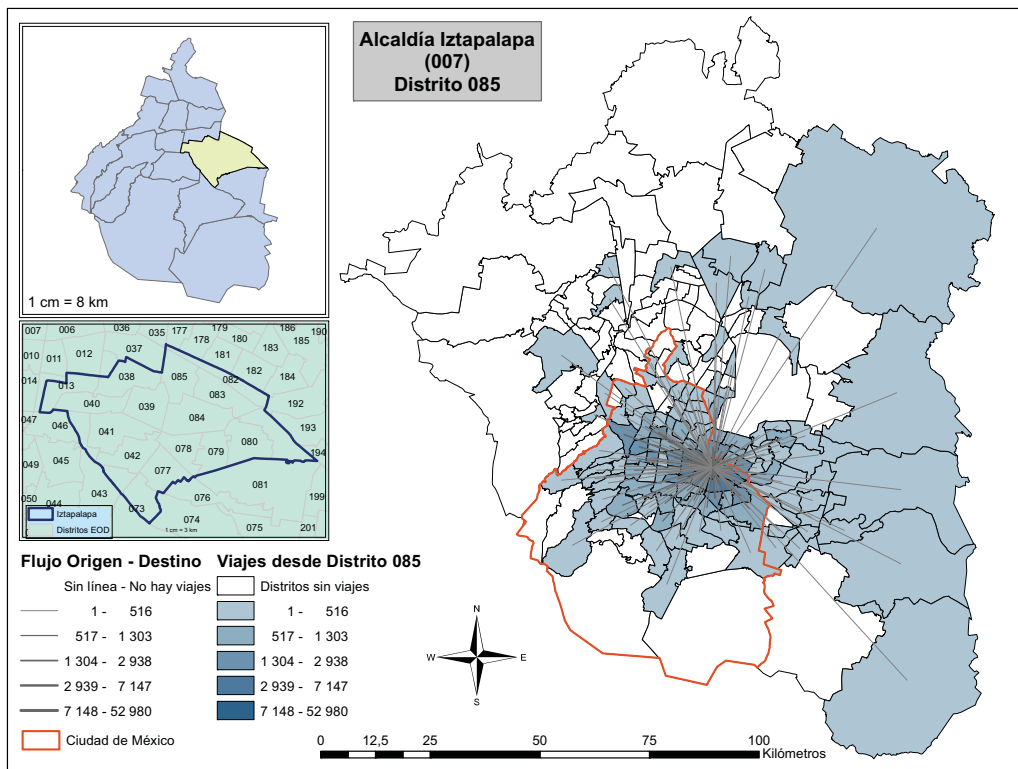 Alcaldía Iztapalapa
(007)
Distrito 085
1 cm = 8 km
007 006 036 035 177 179 186 190
010 011 012 037 178 180 183 185
181
014 013 038 085 082 182 184
083
047 046 040 039 084 192
041 193
049 045 042 078 079 080 194
077
050 044 043 073 076 081 199
074 075 201
Iztapalapa
Distritos EOD
1 cm = 3 km
Flujo Origen - Destino
Sin línea - No hay viajes
1 - 516
517 - 1 303
1 304 - 2 938
2 939 - 7 147
7 148 - 52 980
Ciudad de México
Viajes desde Distrito 085
Distritos sin viajes
1 - 516
517 - 1 303
1 304 - 2 938
2 939 - 7 147
7 148 - 52 980
N
W E
S
0 12,5 25 50 75 100
Kilómetros